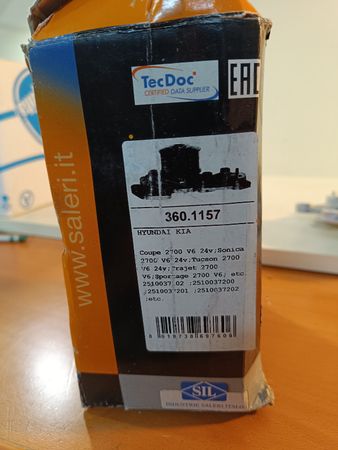 TecDoc
CERTIFIED DATA SUPPLIER
EAC
www.saleri.it
360.1157
HYUNDAI KIA
Coupe 2700 V6 24v;Sonica
2700 V6 24v;Tucson 2700
V6 24v;Trajet 2700
V6;Sportage 2700 V6; etc
;2510037200
;2510037201 ;2510037202
;etc.
SIL
INDUSTRIE SALERI ITALO